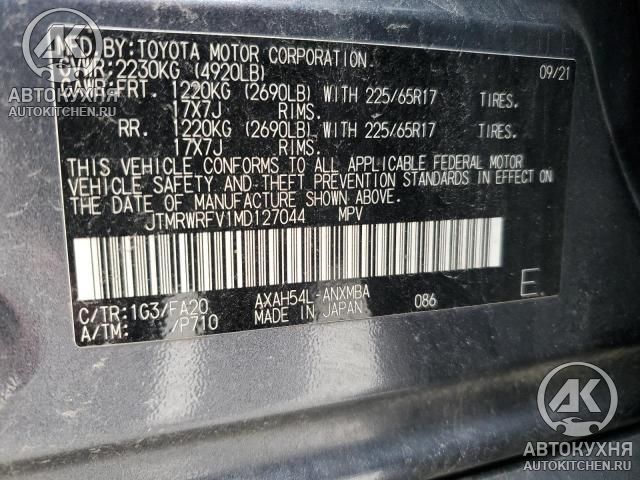 MFD.BY:TOYOTA MOTOR CORPORATION.
GVWR:2230KG (4920LB) 09/21
GAWR:FRT. 1220KG (2690LB) WITH 225/65R17 TIRES.
17X7J RIMS.
RR. 1220KG (2690LB) WITH 225/65R17 TIRES.
17X7J RIMS.
THIS VEHICLE CONFORMS TO ALL APPLICABLE FEDERAL MOTOR
VEHICLE SAFETY AND THEFT PREVENTION STANDARDS IN EFFECT ON
THE DATE OF MANUFACTURE SHOWN ABOVE.
JTMRWRFV1MD127044 MPV
E
C/TR:1G3/FA20 AXAH54L-ANXMBA 086
A/TM: /P710 MADE IN JAPAN
АК
АВТОКУХНЯ
AUTOKITCHEN.RU
АК
АВТОКУХНЯ
AUTOKITCHEN.RU